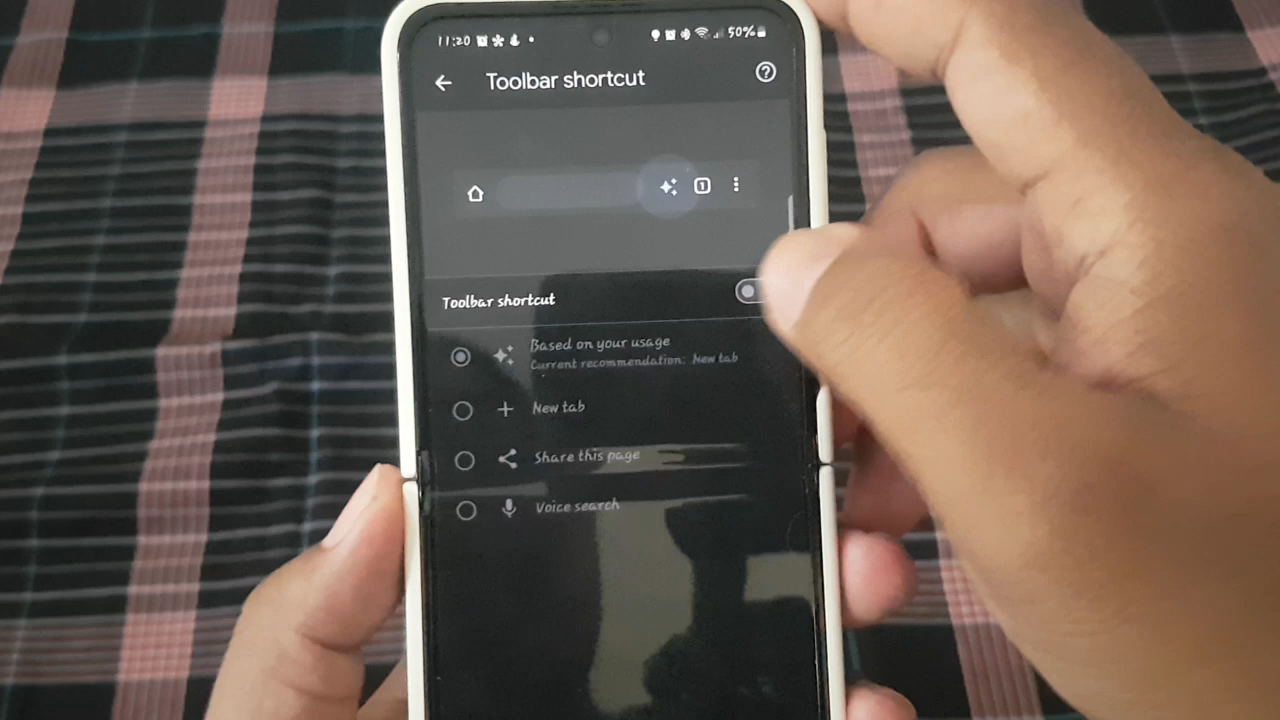 11:20 50%
Toolbar shortcut
1
Toolbar shortcut
Based on your usage
Current recommendation: New tab
New tab
Share this page
Voice search